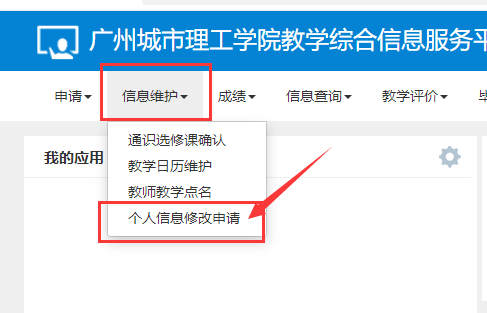 广州城市理工学院教学综合信息服务平
申请 信息维护 成绩 信息查询 教学评价
通识选修课确认
我的应用
教学日历维护
教师教学点名
个人信息修改申请